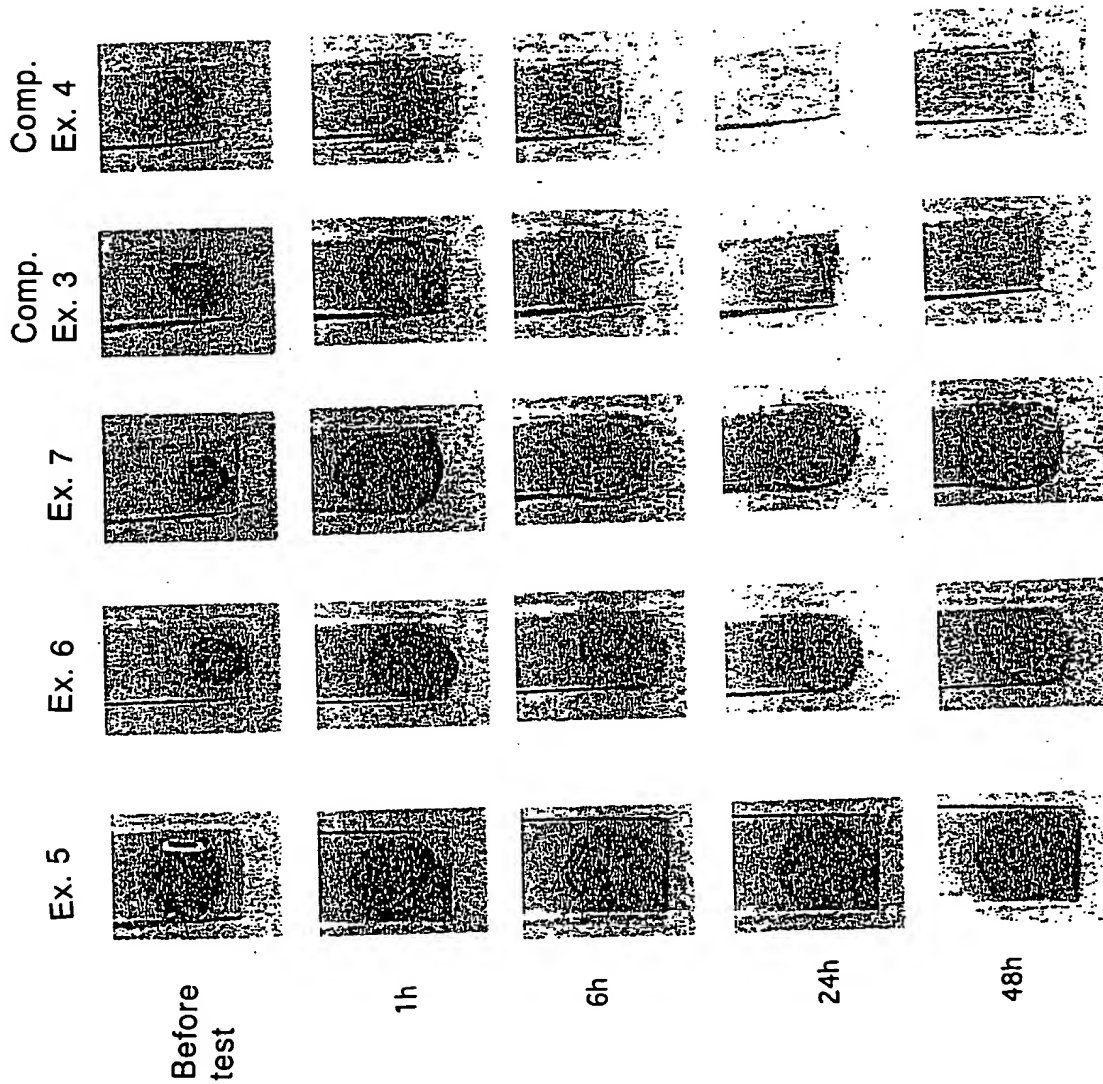 Ex. 5
Ex. 6
Ex. 7
Comp.
Ex. 3
Comp.
Ex. 4
Before
test
1h
6h
24h
48h